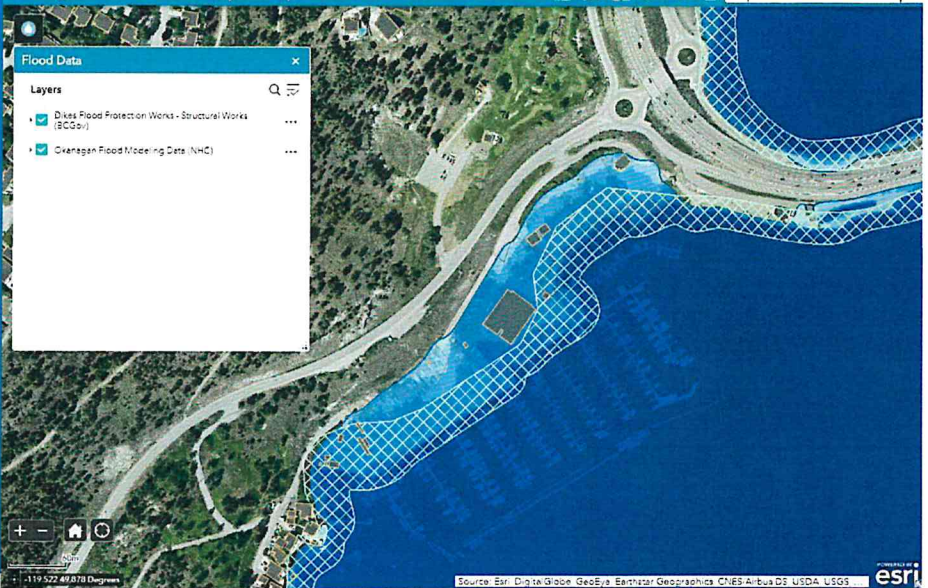 Flood Data
×
Layers
Dikes Flood Protection Works - Structural Works
(BCGov)
...
Okanagan Flood Modeling Data (NHC)
...
+ −
60m
-119.522 49.878 Degrees
Source: Esri, DigitalGlobe, GeoEye, Earthstar Geographics, CNES/Airbus DS, USDA, USGS, ...
POWERED BY
esri